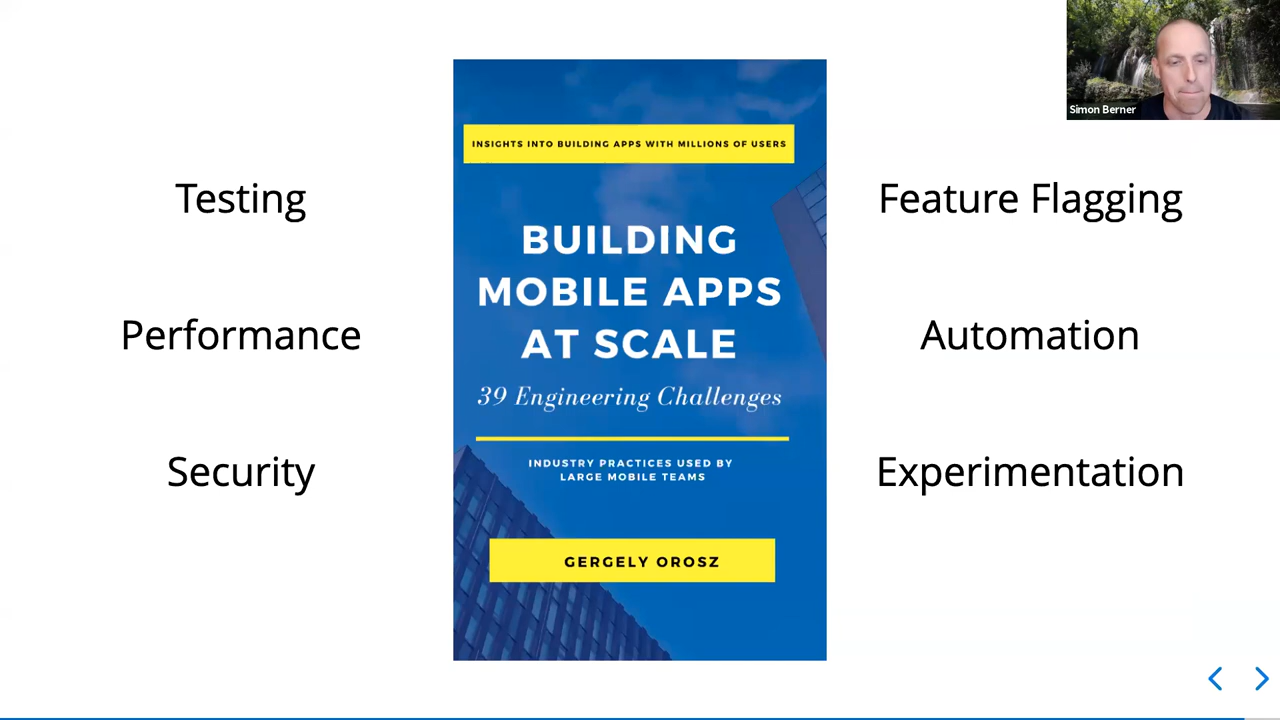 Simon Berner
Testing
Performance
Security
INSIGHTS INTO BUILDING APPS WITH MILLIONS OF USERS
BUILDING
MOBILE APPS
AT SCALE
39 Engineering Challenges
INDUSTRY PRACTICES USED BY
LARGE MOBILE TEAMS
GERGELY OROSZ
Feature Flagging
Automation
Experimentation